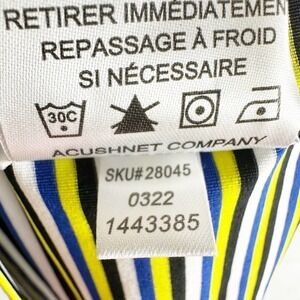 RETIRER IMMÉDIATEMEN
REPASSAGE À FROID
SI NÉCESSAIRE
30C
ACUSHNET COMPANY
SKU#28045
0322
1443385